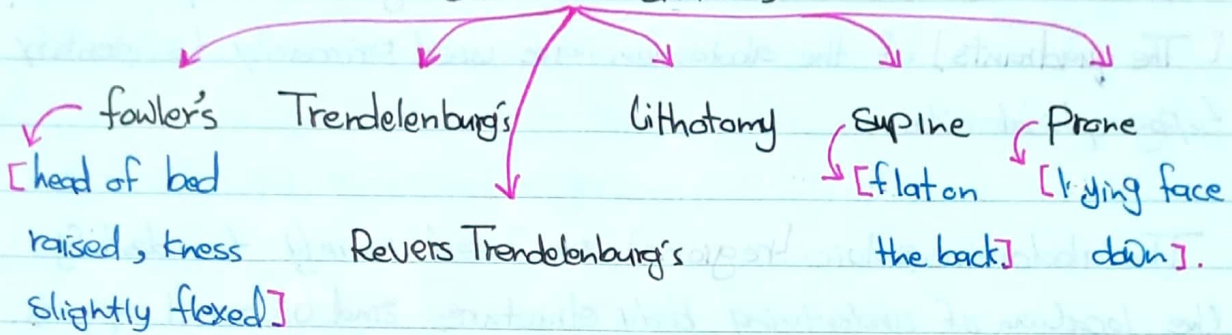 fowler's Trendelenburg's Lithotomy Supine Prone
[head of bed [flat on [lying face
raised, kness Revers Trendelenburg's the back] down].
slightly flexed]